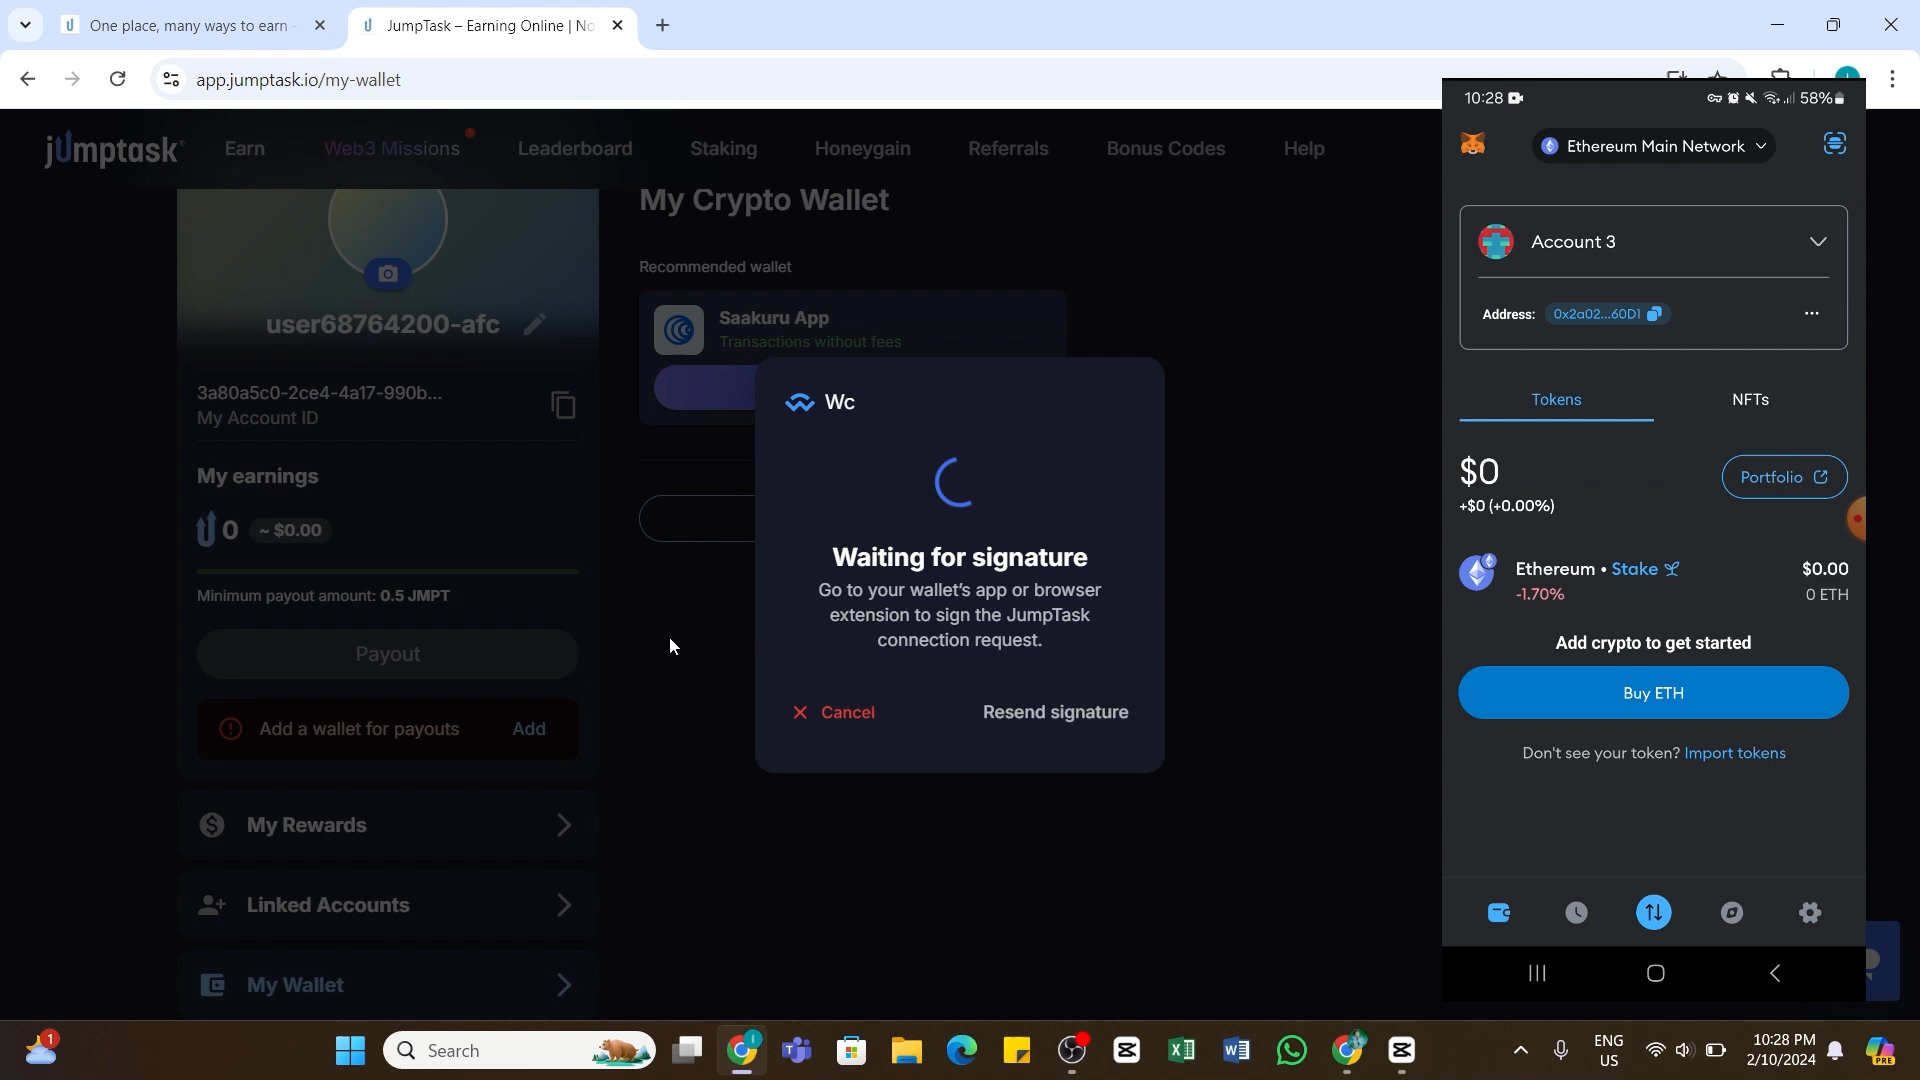 One place, many ways to earn -
JumpTask – Earning Online | No
app.jumptask.io/my-wallet
jumptask
Earn
Web3 Missions
Leaderboard
Staking
Honeygain
Referrals
Bonus Codes
Help
user68764200-afc
3a80a5c0-2ce4-4a17-990b...
My Account ID
My earnings
0 ~ $0.00
Minimum payout amount: 0.5 JMPT
Payout
Add a wallet for payouts
Add
My Rewards
Linked Accounts
My Wallet
My Crypto Wallet
Recommended wallet
Saakuru App
Transactions without fees
Wc
Waiting for signature
Go to your wallet's app or browser
extension to sign the JumpTask
connection request.
Cancel
Resend signature
10:28
58%
Ethereum Main Network
Account 3
Address: 0x2a02...60D1
Tokens
NFTs
$0
+$0 (+0.00%)
Portfolio
Ethereum • Stake
$0.00
-1.70%
0 ETH
Add crypto to get started
Buy ETH
Don't see your token? Import tokens
1
Search
PRE
ENG
US
10:28 PM
2/10/2024